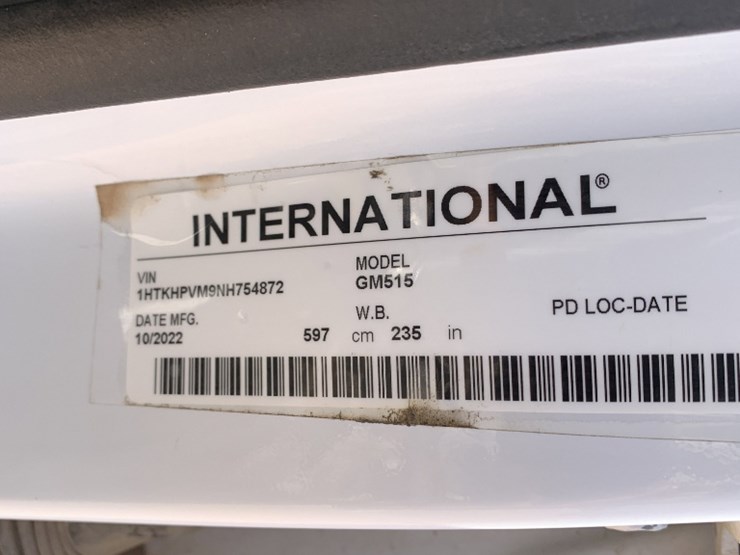 INTERNATIONAL®
VIN
1HTKHPVM9NH754872
MODEL
GM515
DATE MFG.
10/2022
W.B.
597 cm 235 in
PD LOC-DATE